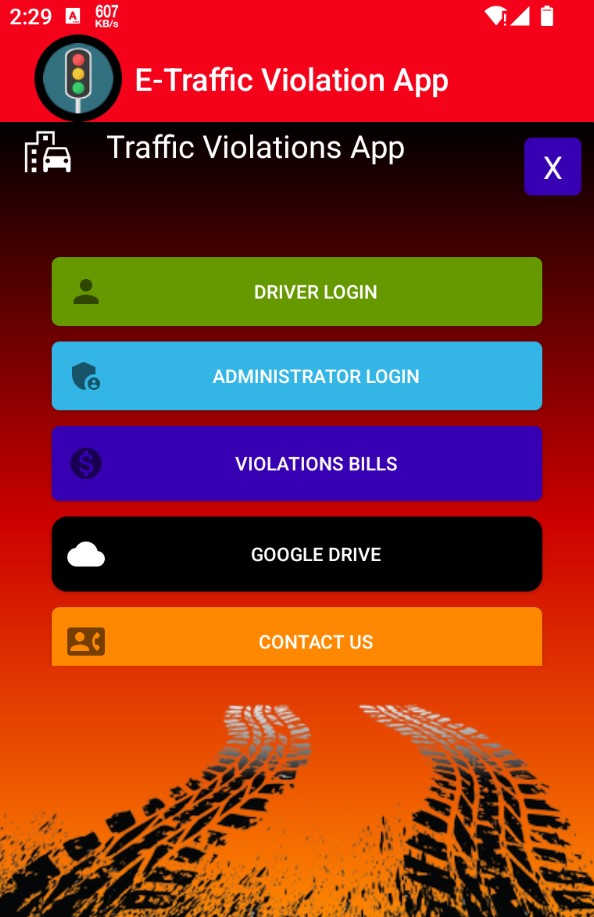 2:29 A 607
KB/s
E-Traffic Violation App
Traffic Violations App
X
DRIVER LOGIN
ADMINISTRATOR LOGIN
$ VIOLATIONS BILLS
GOOGLE DRIVE
CONTACT US